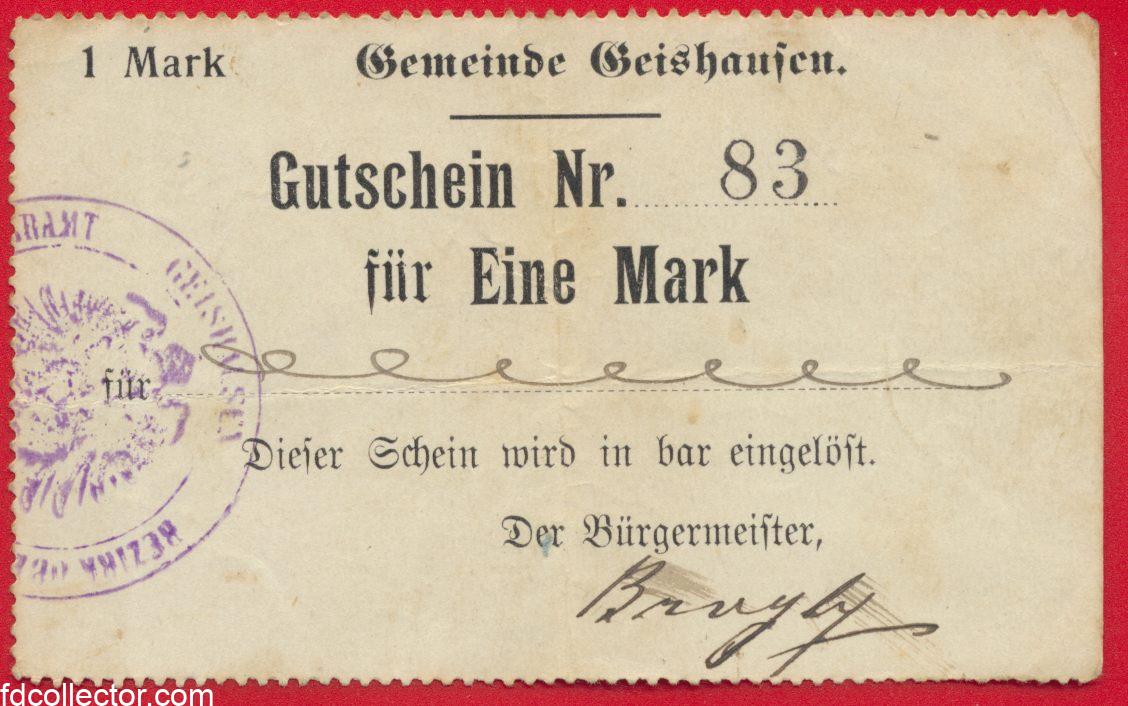 1 Mark
Gemeinde Geishausen.
Gutschein Nr. 83
für Eine Mark
für
Dieser Schein wird in bar eingelöst.
Der Bürgermeister,
BEZIRK
fdcollector.com